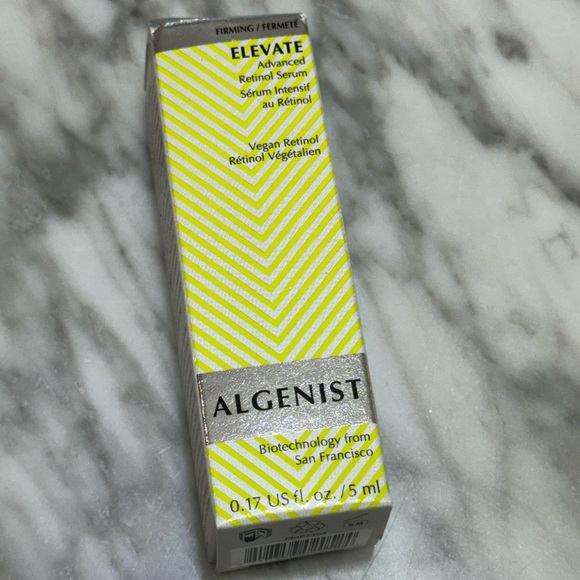 FIRMING / FERMETÉ
ELEVATE
Advanced
Retinol Serum
Sérum Intensif
au Rétinol
Vegan Retinol
Rétinol Végétalien
ALGENIST
Biotechnology from
San Francisco
0.17 US fl. oz. / 5 ml